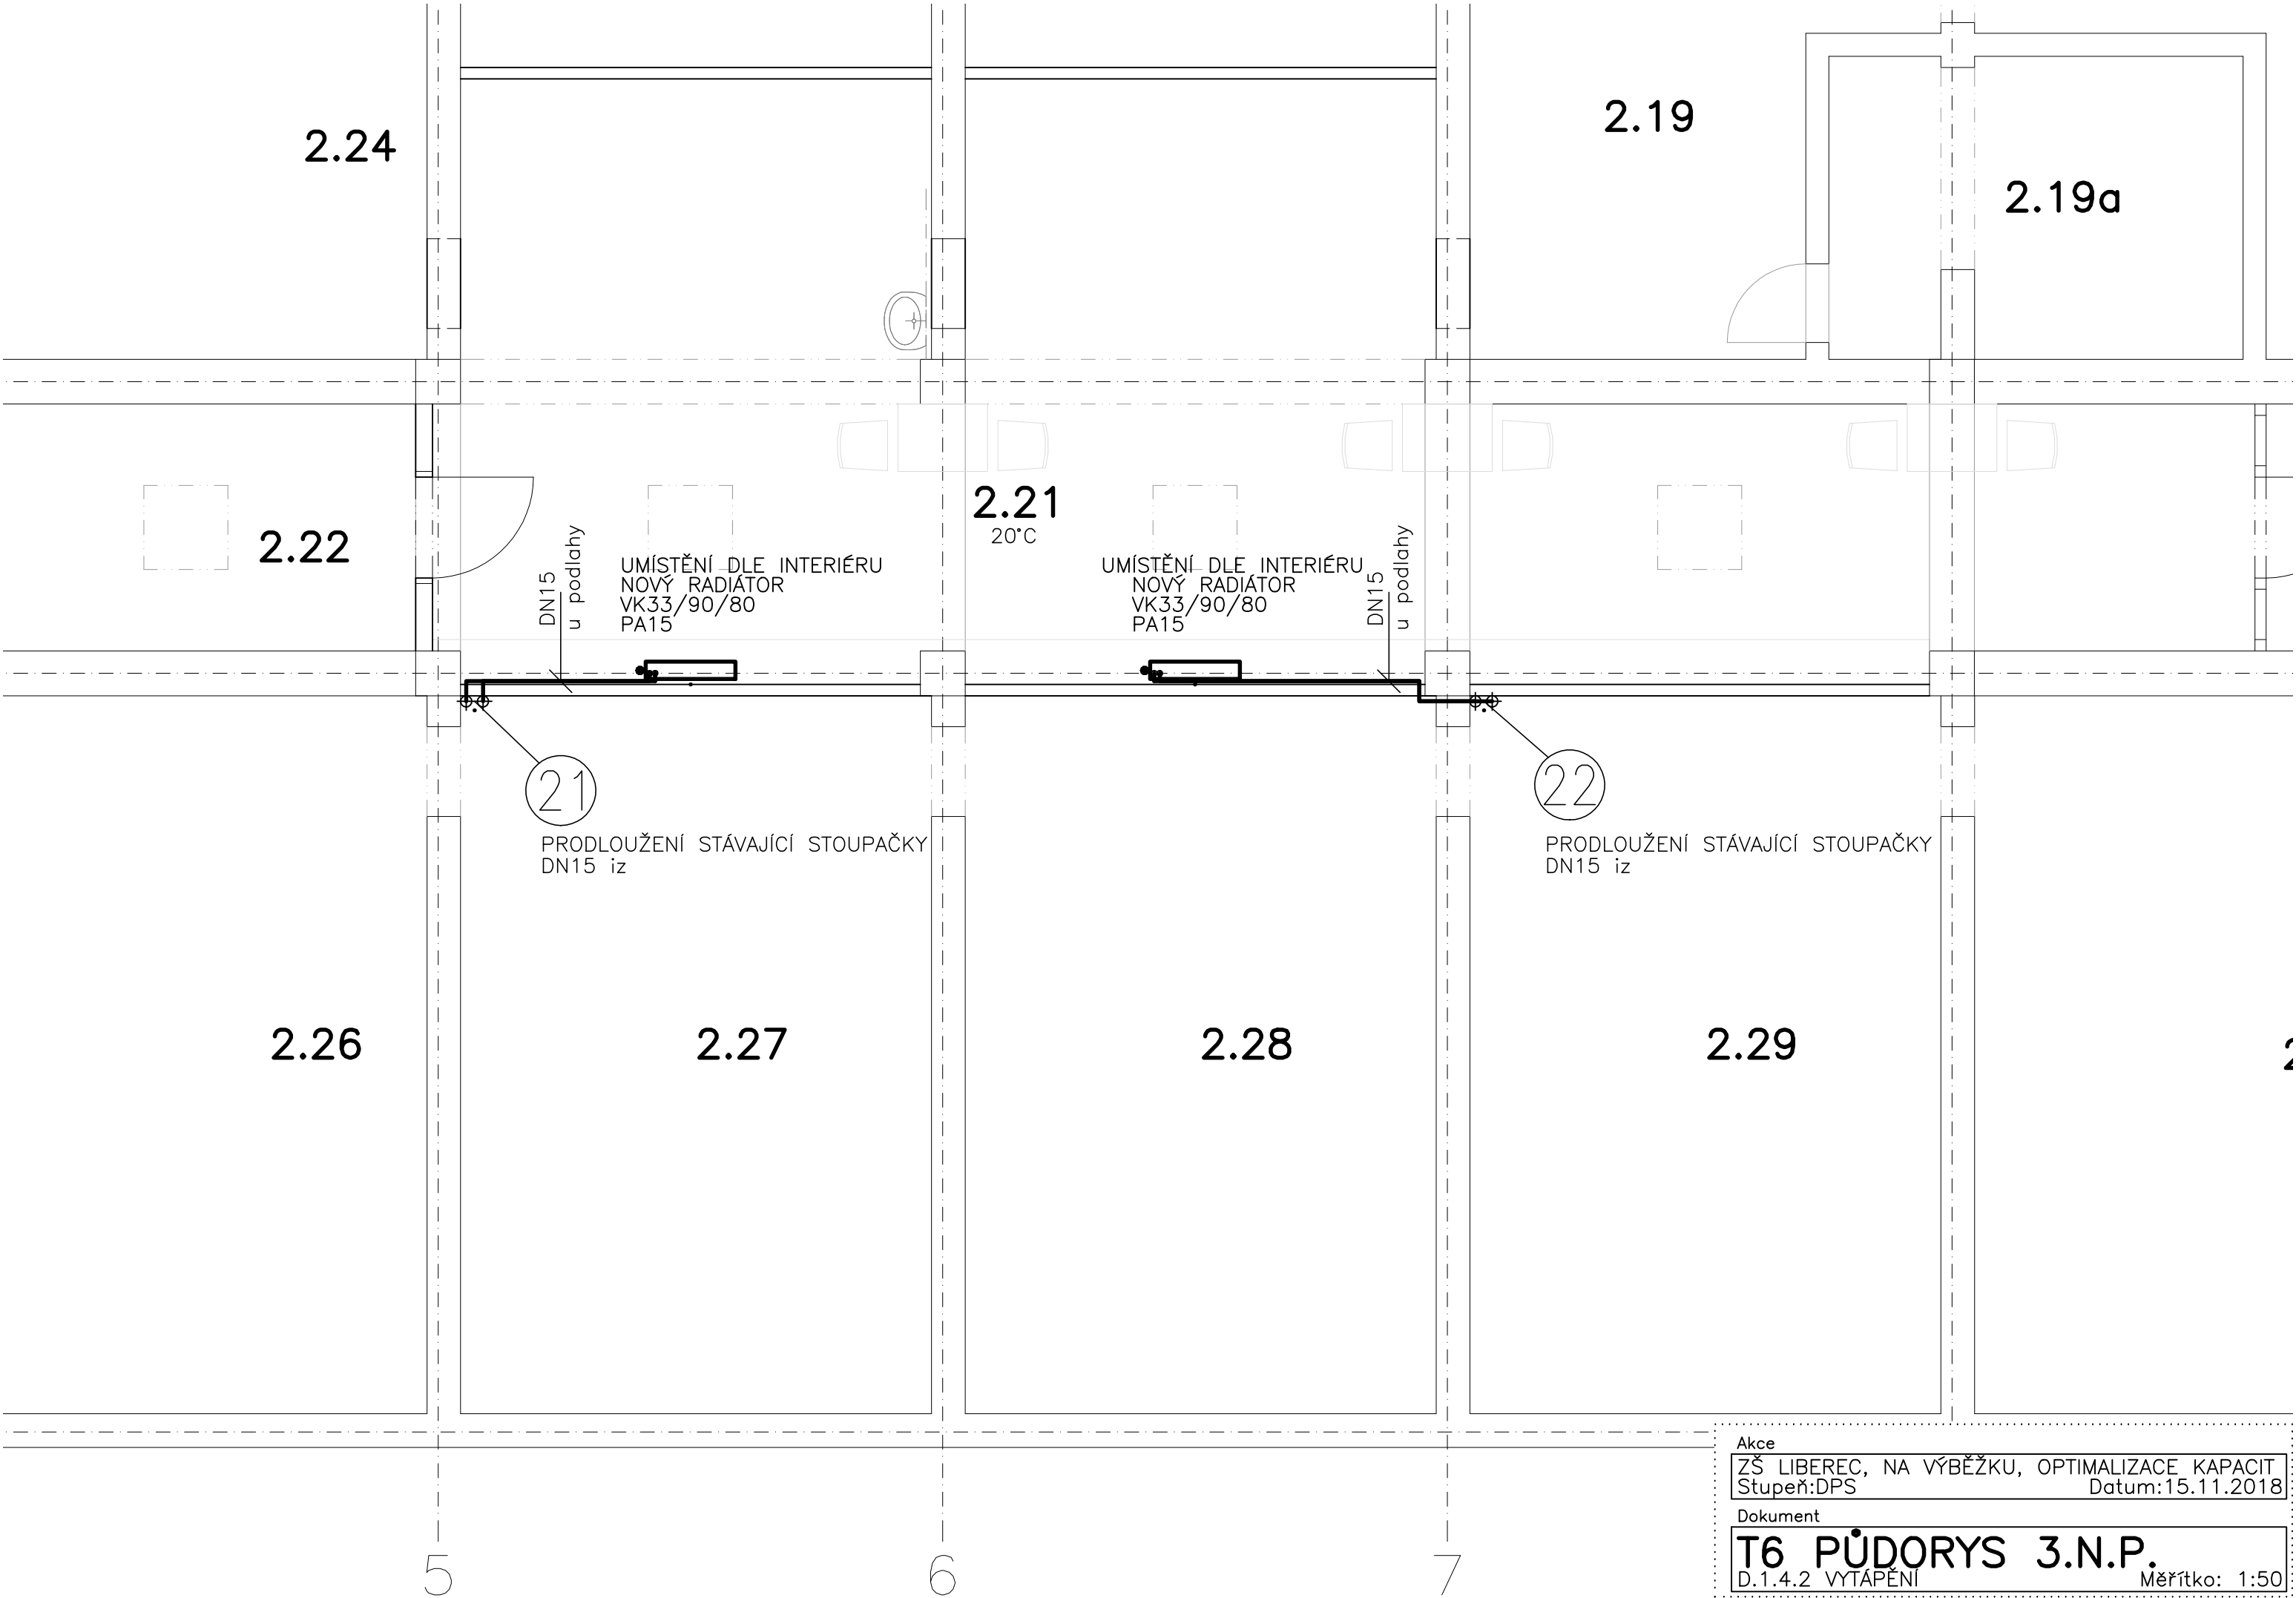 2.24
2.19
2.19a
2.22
2.21
20°C
DN15
u podlahy
UMÍSTĚNÍ DLE INTERIÉRU
NOVÝ RADIÁTOR
VK33/90/80
PA15
UMÍSTĚNÍ DLE INTERIÉRU
NOVÝ RADIÁTOR
VK33/90/80
PA15
DN15
u podlahy
21
PRODLOUŽENÍ STÁVAJÍCÍ STOUPAČKY
DN15 iz
22
PRODLOUŽENÍ STÁVAJÍCÍ STOUPAČKY
DN15 iz
2.26
2.27
2.28
2.29
5
6
7
Akce
ZŠ LIBEREC, NA VÝBĚŽKU, OPTIMALIZACE KAPACIT
Stupeň:DPS Datum:15.11.2018
Dokument
T6 PŮDORYS 3.N.P.
D.1.4.2 VYTÁPĚNÍ Měřítko: 1:50